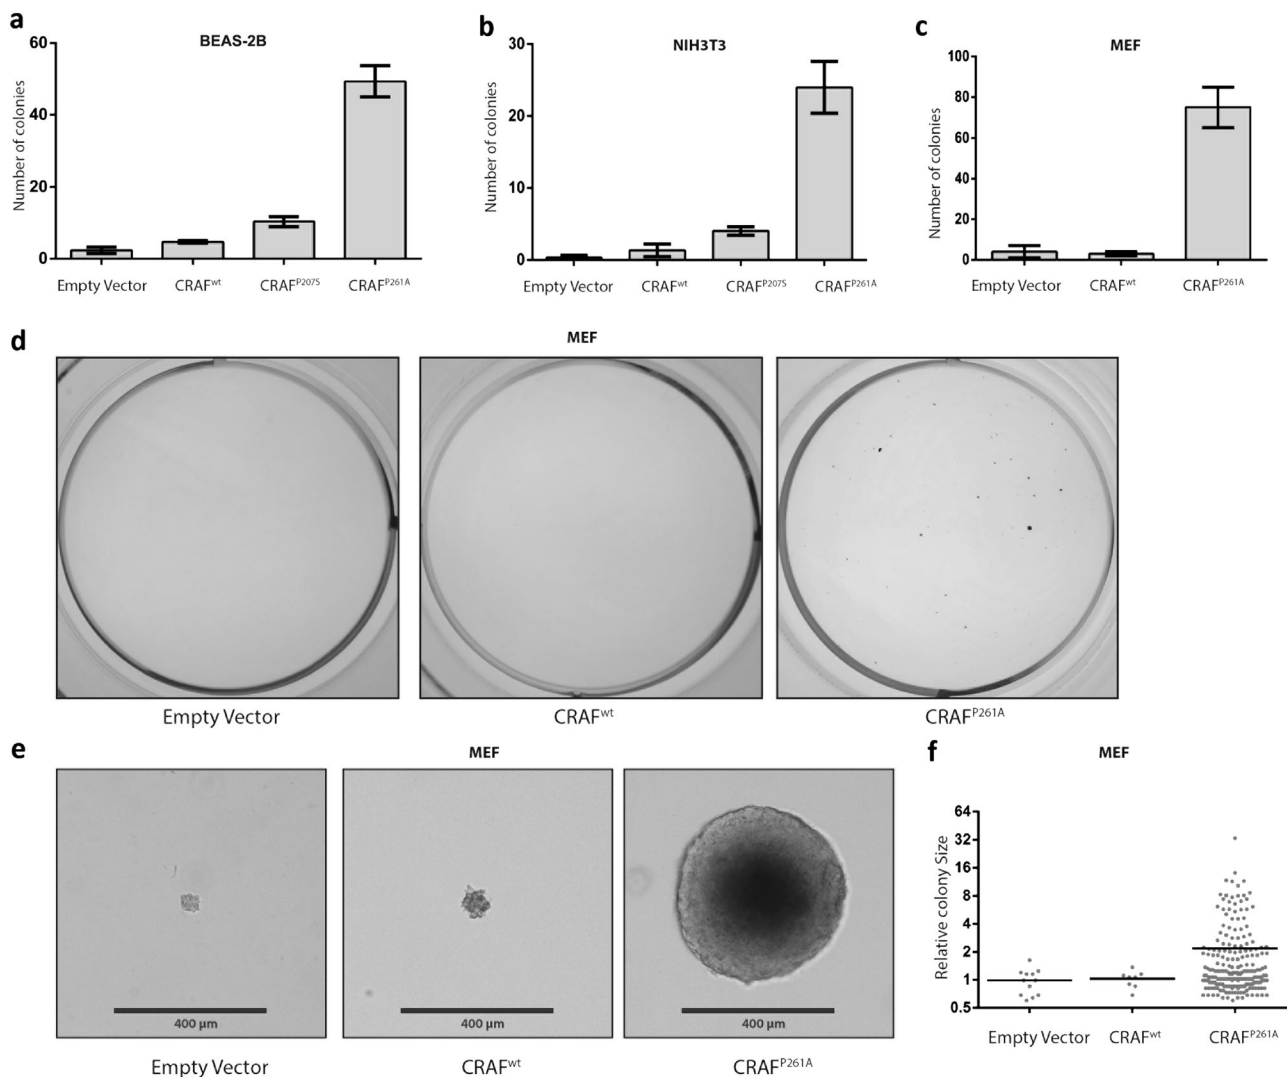 a
BEAS-2B
Number of colonies
60
40
20
0
Empty Vector
CRAFwt
CRAFP207S
CRAFP261A
b
NIH3T3
Number of colonies
30
20
10
0
Empty Vector
CRAFwt
CRAFP207S
CRAFP261A
c
MEF
Number of colonies
100
80
60
40
20
0
Empty Vector
CRAFwt
CRAFP261A
d
MEF
Empty Vector
CRAFwt
CRAFP261A
e
MEF
400 µm
400 µm
400 µm
Empty Vector
CRAFwt
CRAFP261A
f
MEF
Relative colony Size
64
32
16
8
4
2
1
0.5
Empty Vector
CRAFwt
CRAFP261A